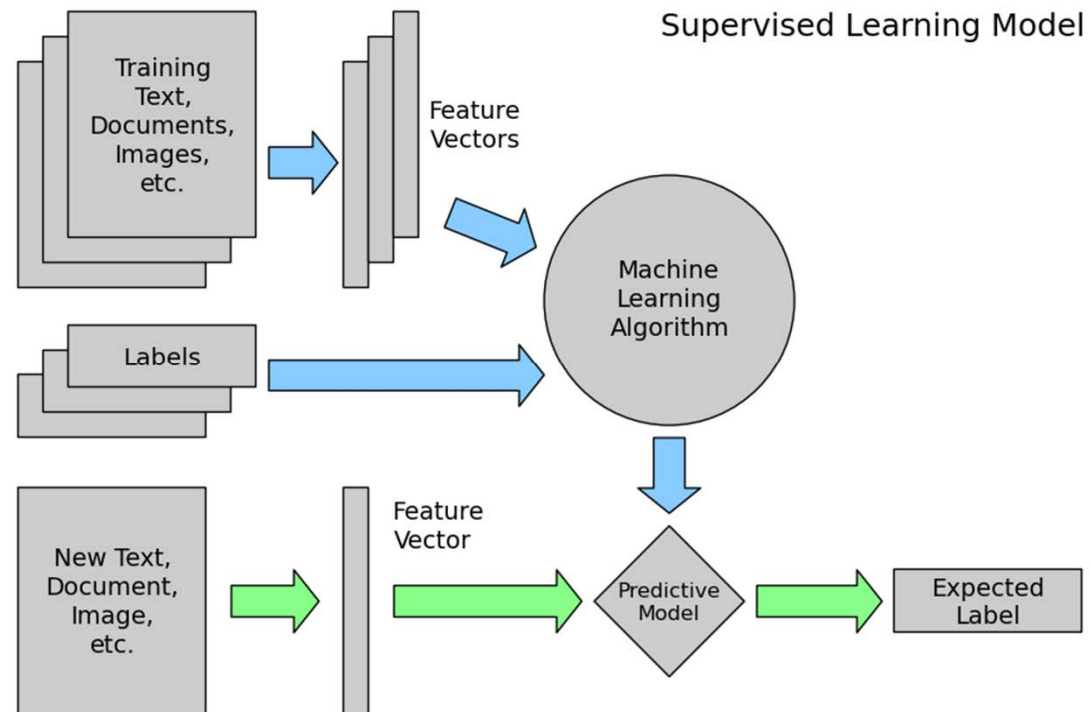 Supervised Learning Model
Training
Text,
Documents,
Images,
etc.
Feature
Vectors
Machine
Learning
Algorithm
Labels
New Text,
Document,
Image,
etc.
Feature
Vector
Predictive
Model
Expected
Label